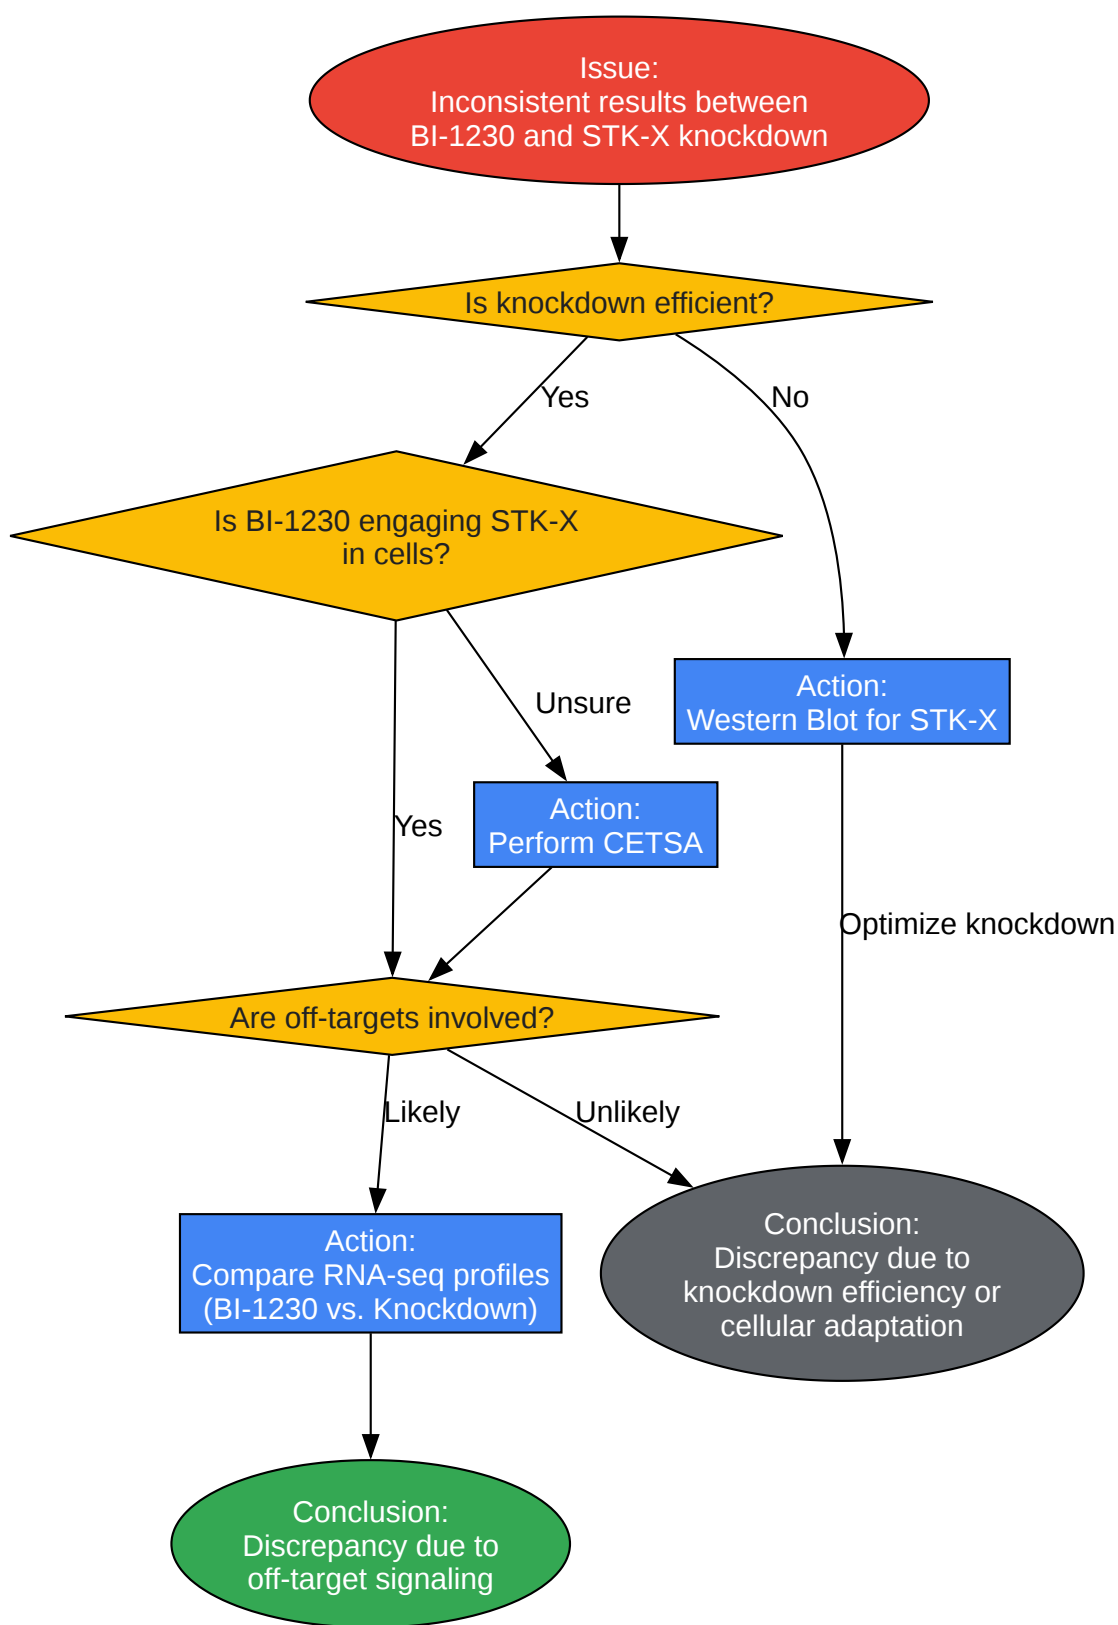 Issue:
Inconsistent results between
BI-1230 and STK-X knockdown
Is knockdown efficient?
Yes
No
Is BI-1230 engaging STK-X
in cells?
Action:
Western Blot for STK-X
Unsure
Action:
Perform CETSA
Yes
Optimize knockdown
Are off-targets involved?
Likely
Unlikely
Action:
Compare RNA-seq profiles
(BI-1230 vs. Knockdown)
Conclusion:
Discrepancy due to
knockdown efficiency or
cellular adaptation
Conclusion:
Discrepancy due to
off-target signaling